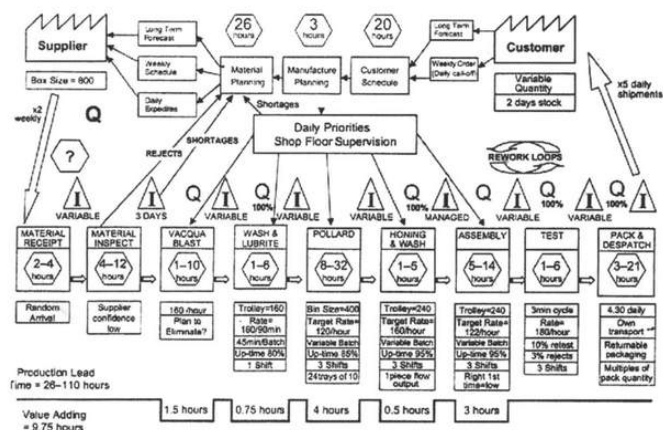 Supplier
Box Size = 800
x2
weekly
Q
?
Long Term
Forecast
Weekly
Schedule
Daily
Expedites
26
hours
3
hours
20
hours
Material
Planning
Manufacture
Planning
Customer
Schedule
Long Term
Forecast
Weekly Order
(Daily call-off)
Customer
Variable
Quantity
2 days stock
x5 daily
shipments
Shortages
REJECTS
SHORTAGES
Daily Priorities
Shop Floor Supervision
REWORK LOOPS
I
VARIABLE
I
3 DAYS
Q
I
VARIABLE
Q
100%
I
VARIABLE
I
VARIABLE
Q
100%
I
MANAGED
Q
I
VARIABLE
Q
100%
I
Q
100%
I
MATERIAL
RECEIPT
2–4
hours
Random
Arrival
MATERIAL
INSPECT
4–12
hours
Supplier
confidence
low
VACQUA
BLAST
1–10
hours
160 /hour
Plan to
Eliminate?
WASH &
LUBRITE
1–6
hours
Trolley=160
Rate=
160/90min
45min/Batch
Up-time 80%
1 Shift
POLLARD
8–32
hours
Bin Size=400
Target Rate=
120/hour
Variable Batch
Up-time 85%
3 Shifts
24trays of 10
HONING
& WASH
1–5
hours
Trolley=240
Target Rate=
160/hour
Variable Batch
Up-time 95%
3 Shifts
1piece flow
output
ASSEMBLY
5–14
hours
Trolley=240
Target Rate=
122/hour
Variable Batch
Up-time 95%
3 Shifts
Right 1st
time=low
TEST
1–6
hours
3min cycle
Rate=
180/hour
10% retest
3% rejects
3 Shifts
PACK &
DESPATCH
3–21
hours
4.30 daily
Own
transport
Returnable
packaging
Multiples of
pack quantity
Production Lead
Time = 26–110 hours
Value Adding
= 9.75 hours
1.5 hours
0.75 hours
4 hours
0.5 hours
3 hours